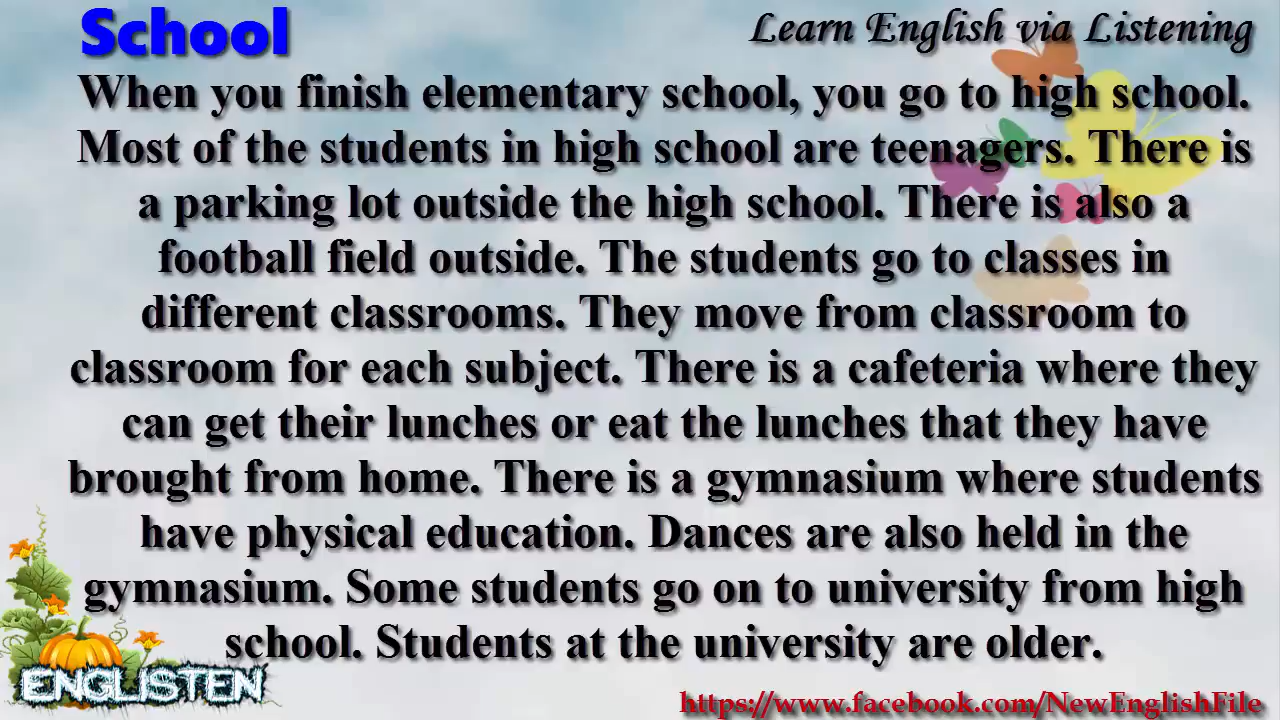 School
Learn English via Listening
When you finish elementary school, you go to high school.
Most of the students in high school are teenagers. There is
a parking lot outside the high school. There is also a
football field outside. The students go to classes in
different classrooms. They move from classroom to
classroom for each subject. There is a cafeteria where they
can get their lunches or eat the lunches that they have
brought from home. There is a gymnasium where students
have physical education. Dances are also held in the
gymnasium. Some students go on to university from high
school. Students at the university are older.
ENGLISTEN
https://www.facebook.com/NewEnglishFile